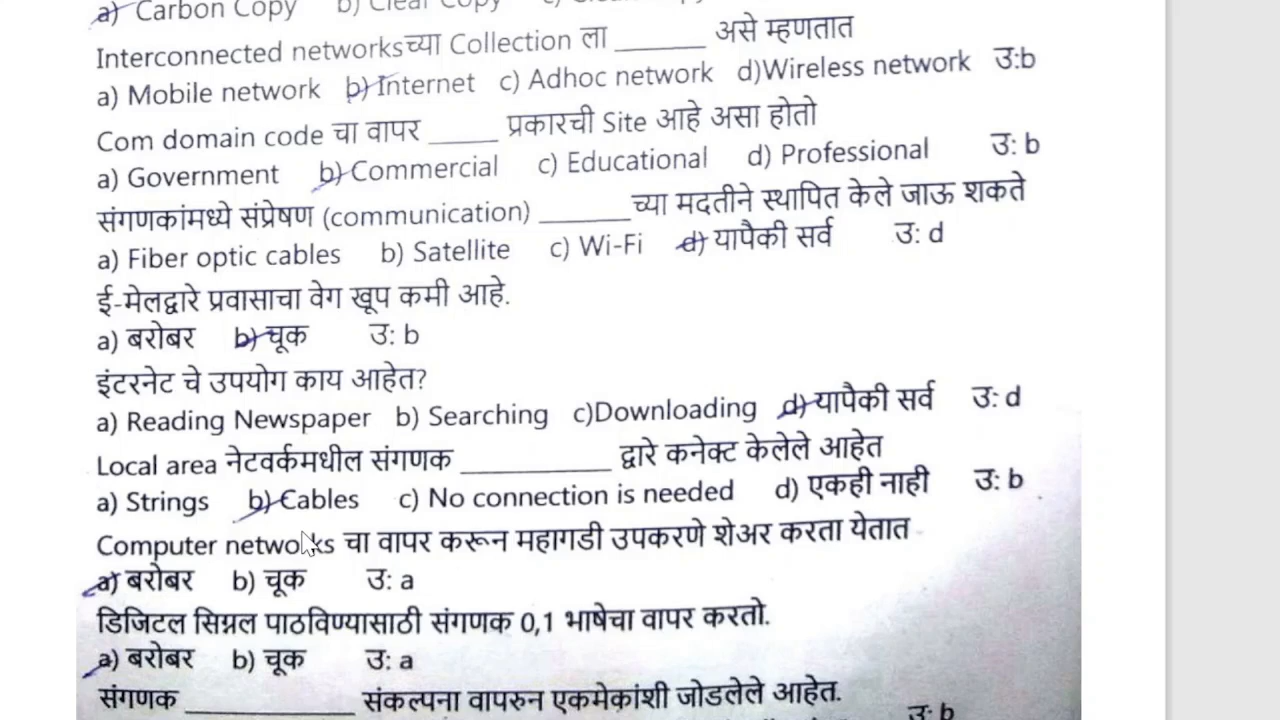 a) Carbon Copy b) Clear Copy
Interconnected networksच्या Collection ला _______ असे म्हणतात
a) Mobile network b) Internet c) Adhoc network d)Wireless network उ:b
Com domain code चा वापर _____ प्रकारची Site आहे असा होतो
a) Government b) Commercial c) Educational d) Professional उ: b
संगणकांमध्ये संप्रेषण (communication) _______ च्या मदतीने स्थापित केले जाऊ शकते
a) Fiber optic cables b) Satellite c) Wi-Fi d) यापैकी सर्व उ: d
ई-मेलद्वारे प्रवासाचा वेग खूप कमी आहे.
a) बरोबर b) चूक उ: b
इंटरनेट चे उपयोग काय आहेत?
a) Reading Newspaper b) Searching c)Downloading d) यापैकी सर्व उ: d
Local area नेटवर्कमधील संगणक ___________ द्वारे कनेक्ट केलेले आहेत
a) Strings b) Cables c) No connection is needed d) एकही नाही उ: b
Computer networks चा वापर करून महागडी उपकरणे शेअर करता येतात
a) बरोबर b) चूक उ: a
डिजिटल सिग्नल पाठविण्यासाठी संगणक 0,1 भाषेचा वापर करतो.
a) बरोबर b) चूक उ: a
संगणक ____________ संकल्पना वापरुन एकमेकांशी जोडलेले आहेत.
उ: b